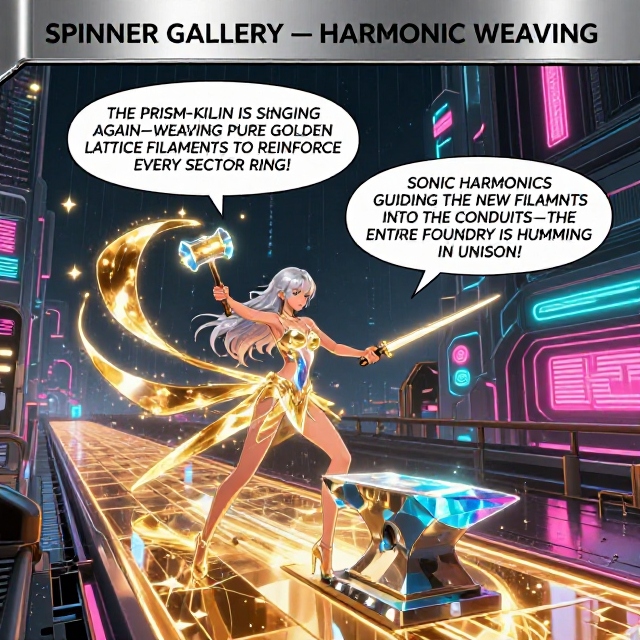 SPINNER GALLERY — HARMONIC WEAVING
THE PRISM-KILIN IS SINGING
AGAIN—WEAVING PURE GOLDEN
LATTICE FILAMENTS TO REINFORCE
EVERY SECTOR RING!
SONIC HARMONICS
GUIDING THE NEW FILAMNTS
INTO THE CONDUITS—THE
ENTIRE FOUNDRY IS HUMMING
IN UNISON!